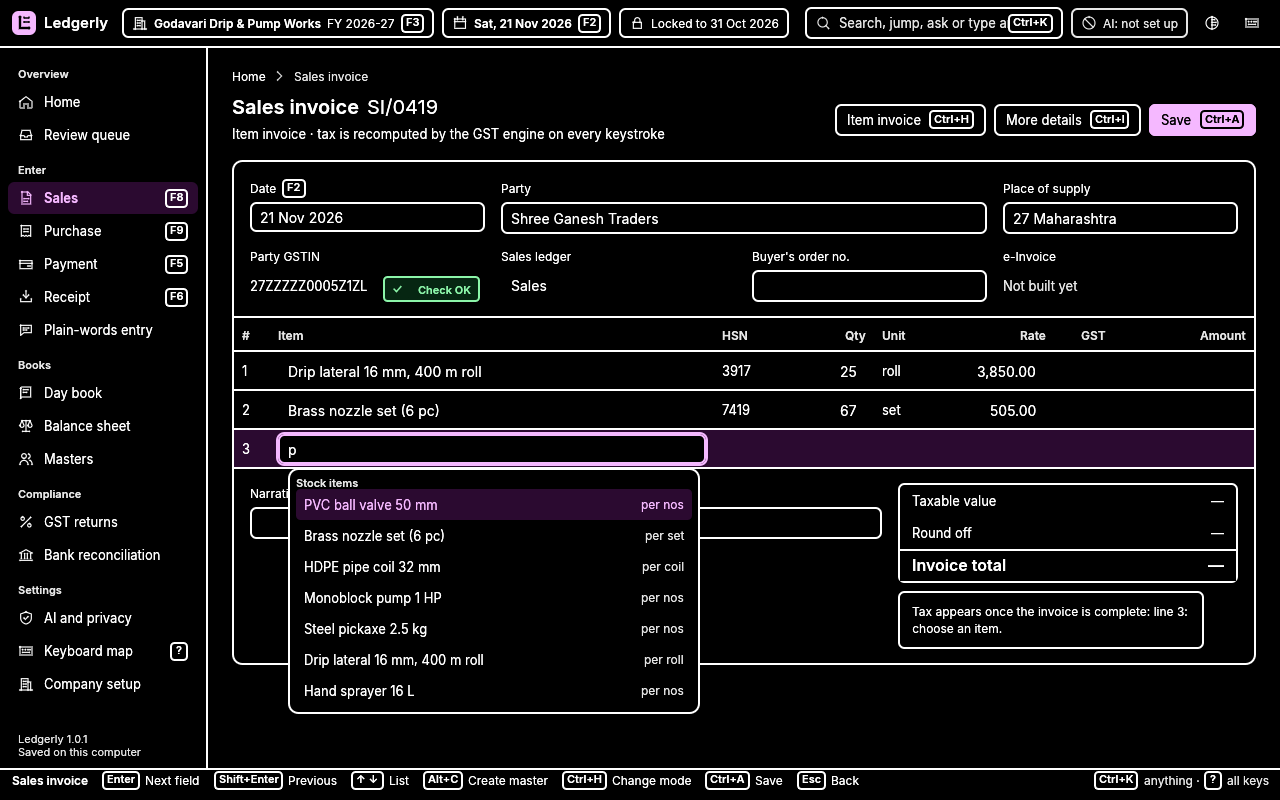 Ledgerly
Godavari Drip & Pump Works FY 2026-27 F3
Sat, 21 Nov 2026 F2
Locked to 31 Oct 2026
Search, jump, ask or type a Ctrl+K
AI: not set up
Overview
Home
Review queue
Enter
Sales F8
Purchase F9
Payment F5
Receipt F6
Plain-words entry
Books
Day book
Balance sheet
Masters
Compliance
GST returns
Bank reconciliation
Settings
AI and privacy
Keyboard map ?
Company setup
Ledgerly 1.0.1
Saved on this computer
Home Sales invoice
Sales invoice SI/0419
Item invoice · tax is recomputed by the GST engine on every keystroke
Item invoice Ctrl+H
More details Ctrl+I
Save Ctrl+A
Date F2 Party Place of supply
21 Nov 2026 Shree Ganesh Traders 27 Maharashtra
Party GSTIN Sales ledger Buyer's order no. e-Invoice
27ZZZZZ0005Z1ZL Check OK Sales Not built yet
# Item HSN Qty Unit Rate GST Amount
1 Drip lateral 16 mm, 400 m roll 3917 25 roll 3,850.00
2 Brass nozzle set (6 pc) 7419 67 set 505.00
3 p
Narrati
Stock items
PVC ball valve 50 mm per nos
Brass nozzle set (6 pc) per set
HDPE pipe coil 32 mm per coil
Monoblock pump 1 HP per nos
Steel pickaxe 2.5 kg per nos
Drip lateral 16 mm, 400 m roll per roll
Hand sprayer 16 L per nos
Taxable value —
Round off —
Invoice total —
Tax appears once the invoice is complete: line 3:
choose an item.
Sales invoice Enter Next field Shift+Enter Previous ↑ ↓ List Alt+C Create master Ctrl+H Change mode Ctrl+A Save Esc Back Ctrl+K anything · ? all keys